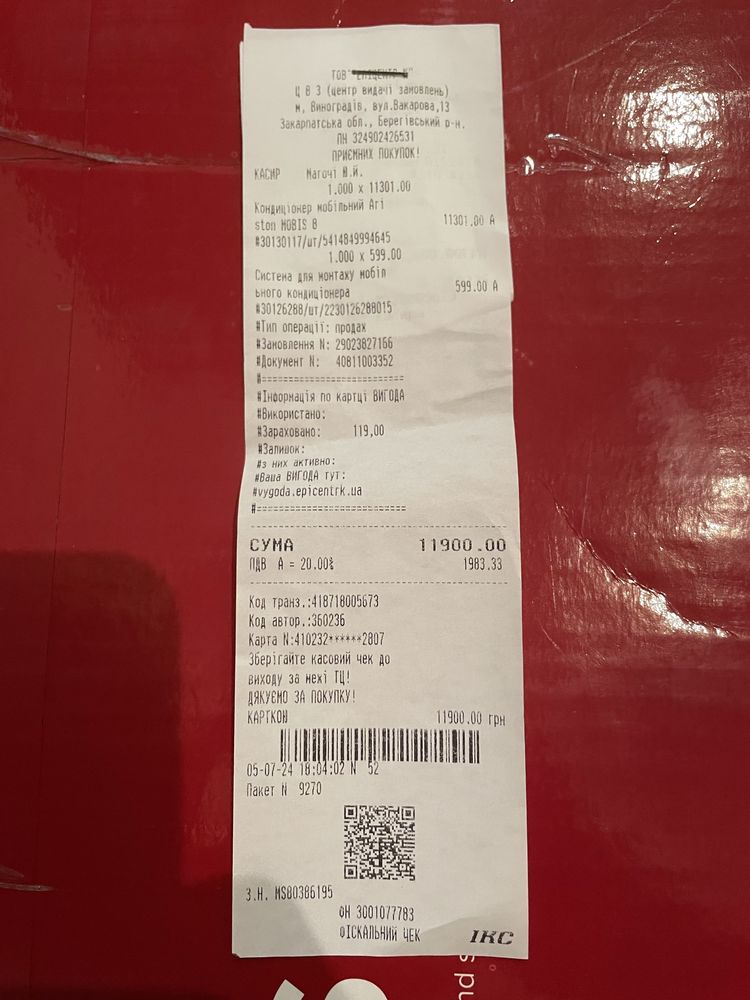 ТОВ "ЕПІЦЕНТР К"
Ц В З (центр видачі замовлень)
м. Виноградів, вул.Вакарова,13
Закарпатська обл., Берегівський р-н.
ПН 324902426531
ПРИЄМНИХ ПОКУПОК!
КАСИР Магочі Ю.Й.
1.000 x 11301.00
Кондиціонер мобільний Ari
ston MOBIS 8 11301.00 А
#30130117/шт/5414849994645
1.000 x 599.00
Система для монтажу мобіл
ьного кондиціонера 599.00 А
#30126288/шт/2230126288015
#Тип операції: продаж
#Замовлення N: 29023827166
#Документ N: 40811003352
#=========================
#Інформація по картці ВИГОДА
#Використано:
#Зараховано: 119,00
#Залишок:
#з них активно:
#Ваша ВИГОДА тут:
#vygoda.epicentrk.ua
#=========================
СУМА 11900.00
ПДВ А = 20.00% 1983.33
Код транз.:418718005673
Код автор.:360236
Карта N:410232******2807
Зберігайте касовий чек до
виходу за межі ТЦ!
ДЯКУЄМО ЗА ПОКУПКУ!
КАРТКОЮ 11900.00 грн
05-07-24 18:04:02 N 52
Пакет N 9270
З.Н. MS80386195
ФН 3001077783
ФІСКАЛЬНИЙ ЧЕК
ІКС
nd s